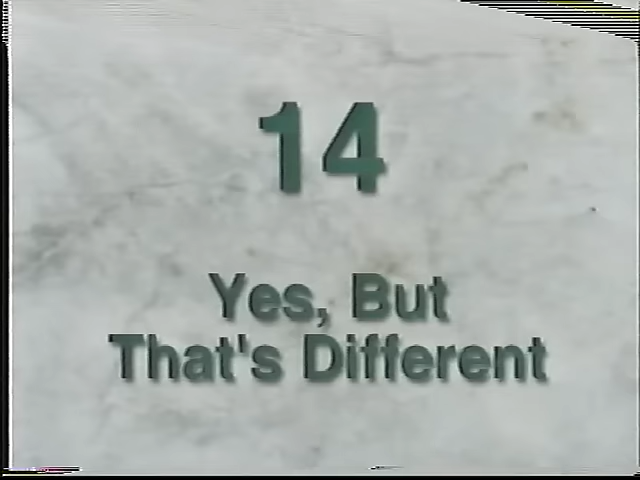 14
Yes, But
That's Different